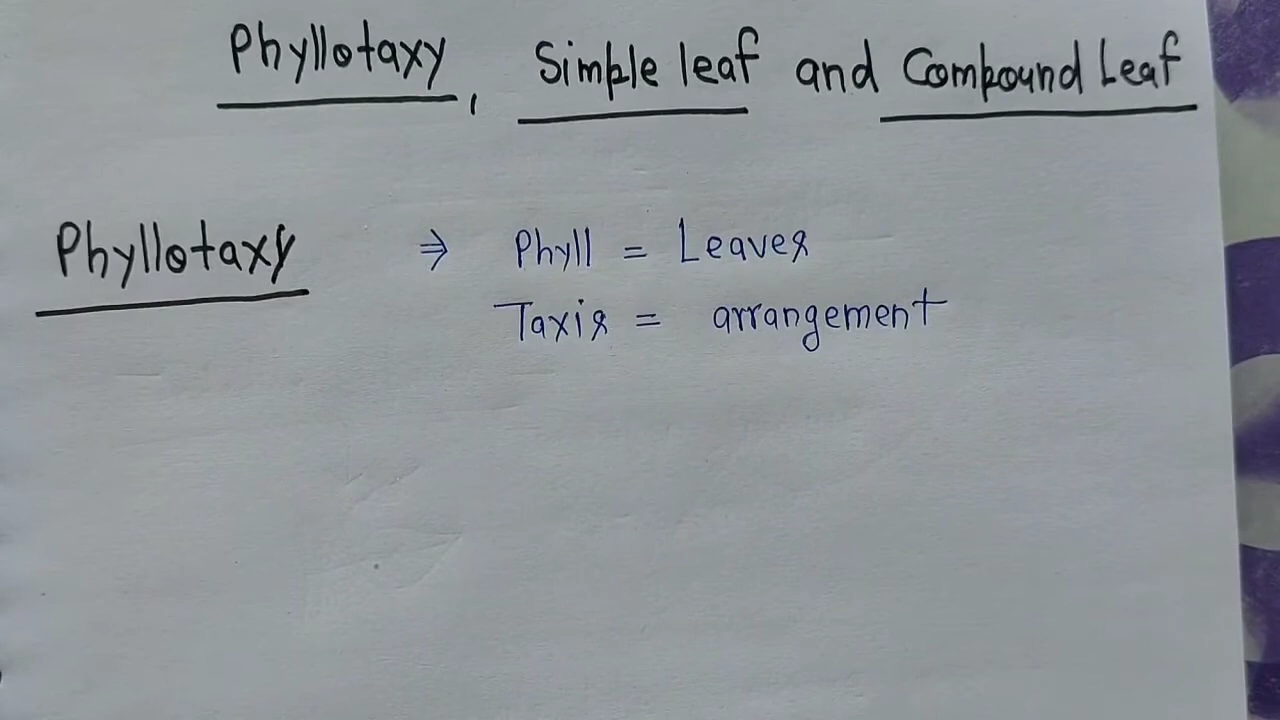 Phyllotaxy, Simple leaf and Compound Leaf
Phyllotaxy ⇒ Phyll = Leaves
Taxis = arrangement